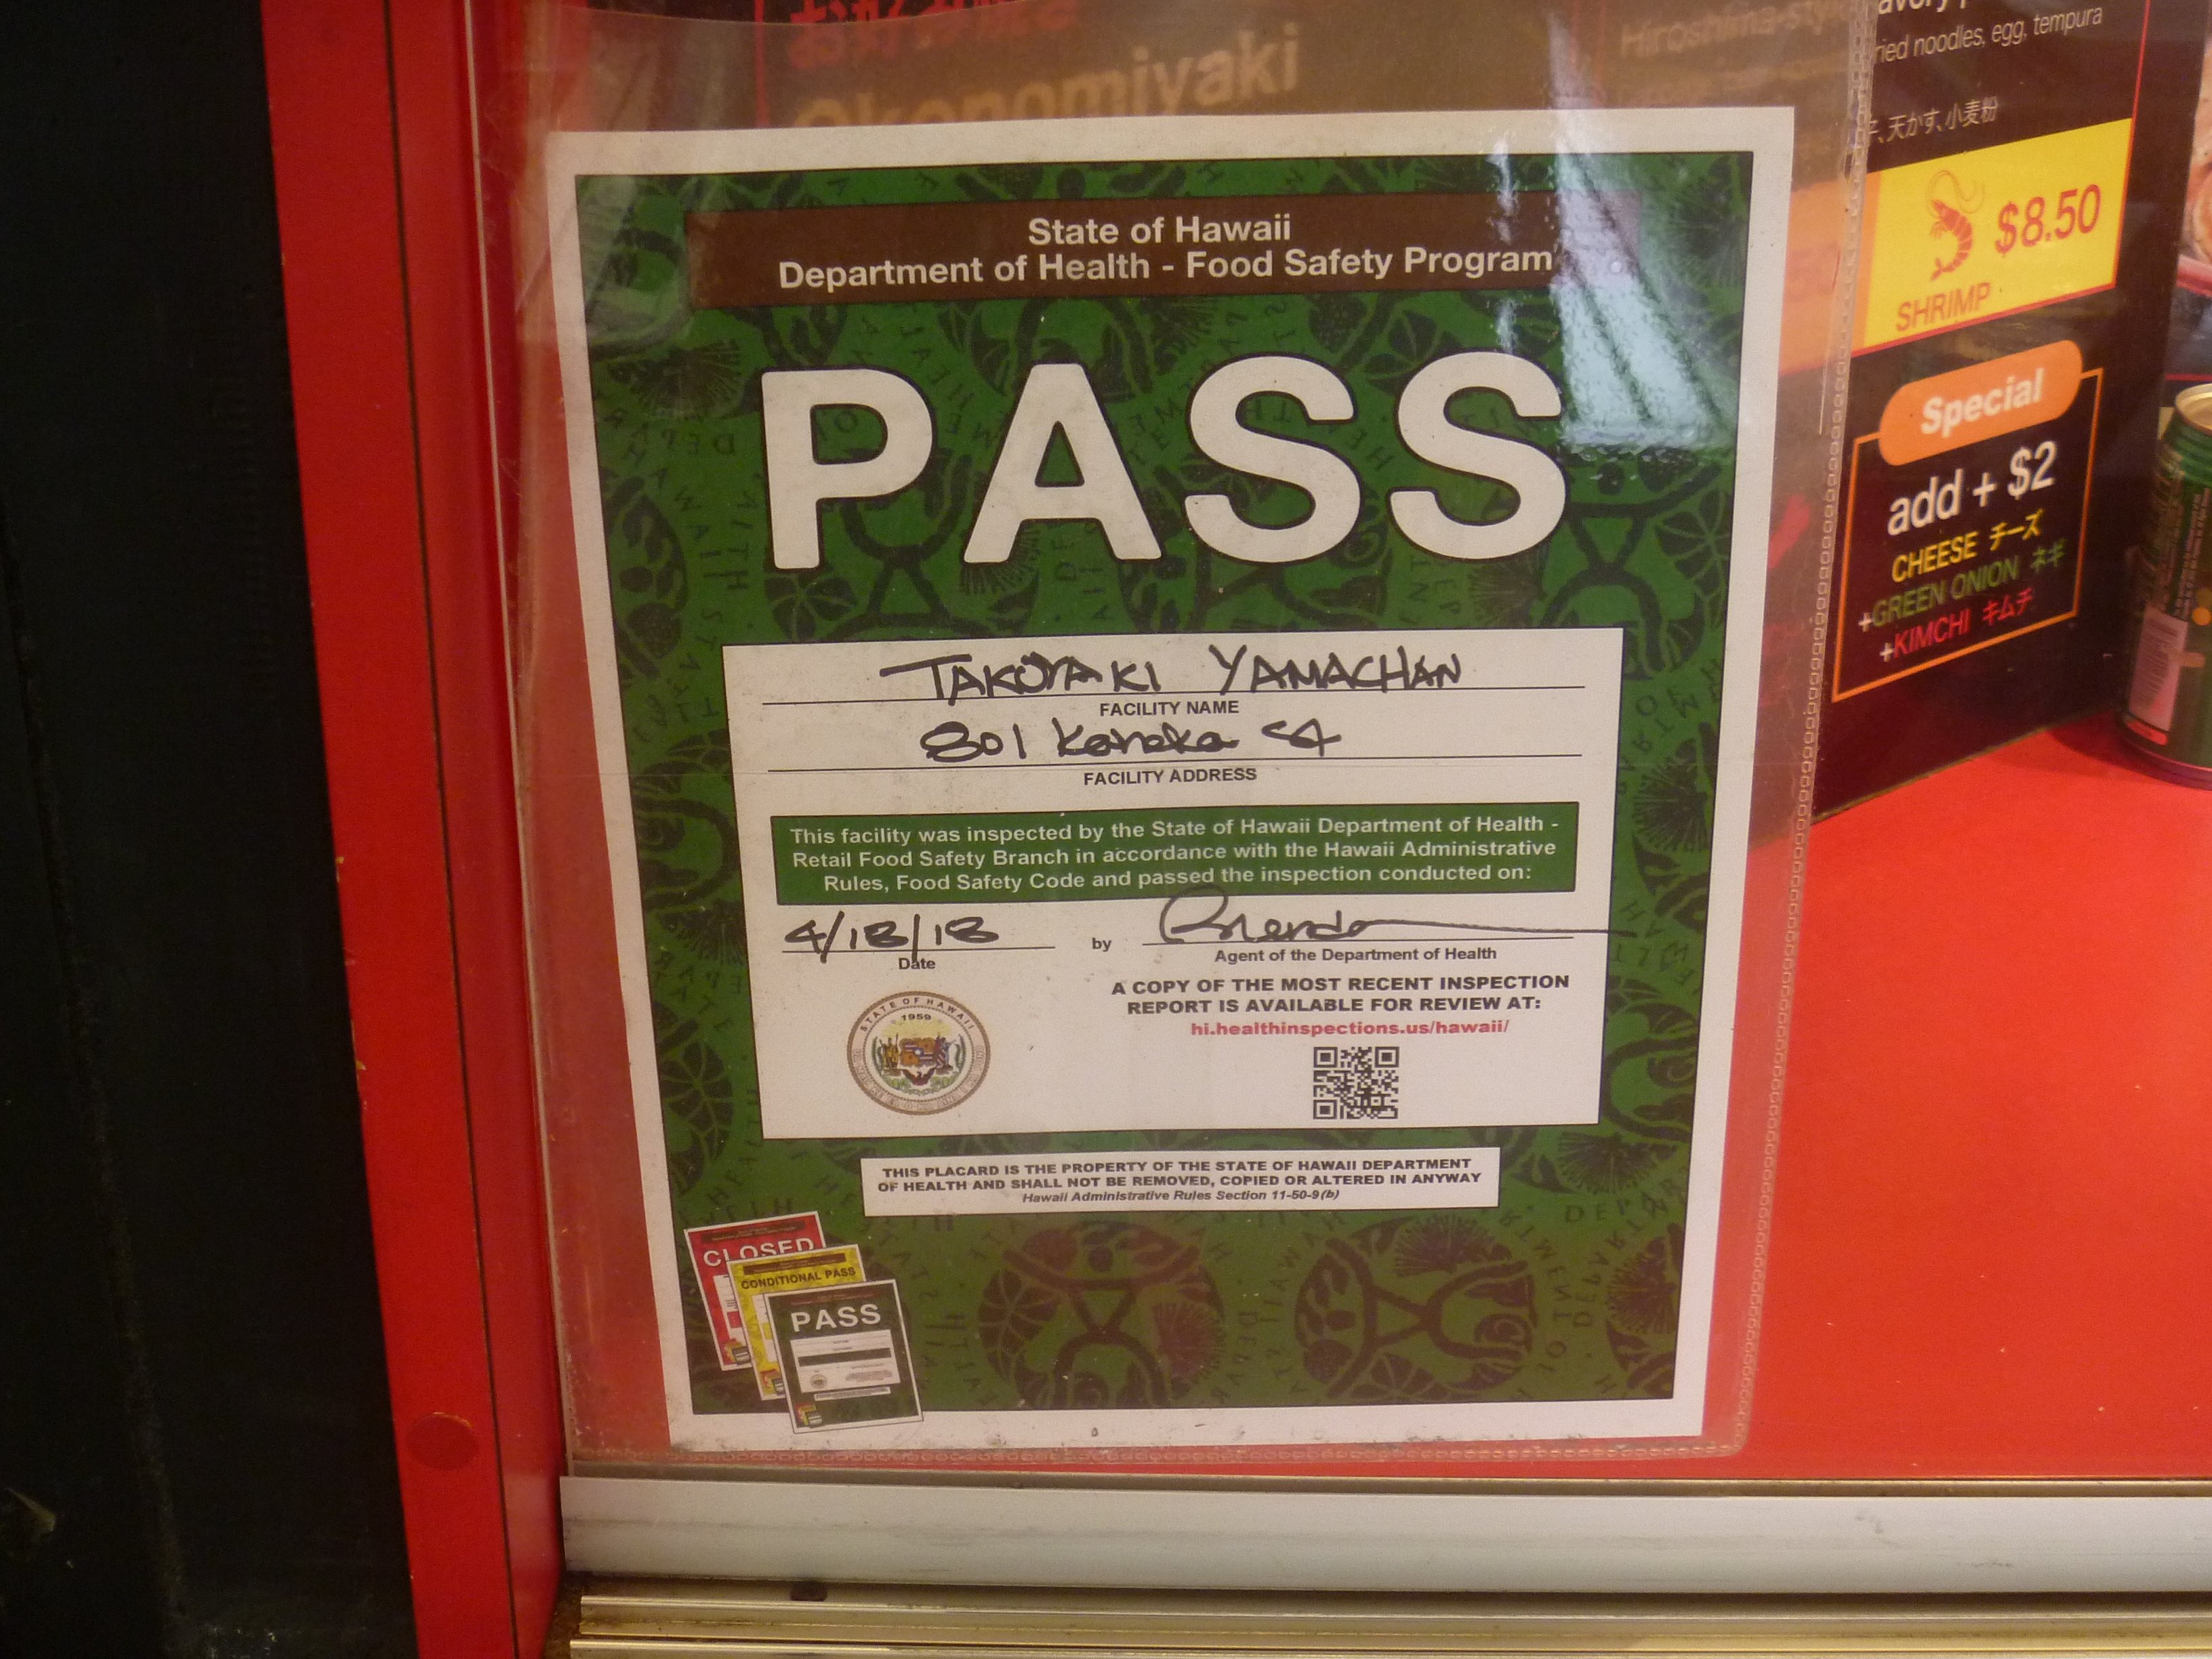 Okonomiyaki
Hiroshima-sty
ried noodles, egg, tempura
天かす、小麦粉
$8.50
SHRIMP
Special
add + $2
CHEESE チーズ
+GREEN ONION ネギ
+KIMCHI キムチ
State of Hawaii
Department of Health - Food Safety Program
PASS
TAKOYAKI YAMACHAN
FACILITY NAME
801 Kaheka St
FACILITY ADDRESS
This facility was inspected by the State of Hawaii Department of Health -
Retail Food Safety Branch in accordance with the Hawaii Administrative
Rules, Food Safety Code and passed the inspection conducted on:
4/18/18 by
Date
Agent of the Department of Health
A COPY OF THE MOST RECENT INSPECTION
REPORT IS AVAILABLE FOR REVIEW AT:
hi.healthinspections.us/hawaii/
STATE OF HAWAII
1959
THIS PLACARD IS THE PROPERTY OF THE STATE OF HAWAII DEPARTMENT
OF HEALTH AND SHALL NOT BE REMOVED, COPIED OR ALTERED IN ANYWAY
Hawaii Administrative Rules Section 11-50-9(b)
CLOSED
CONDITIONAL PASS
PASS